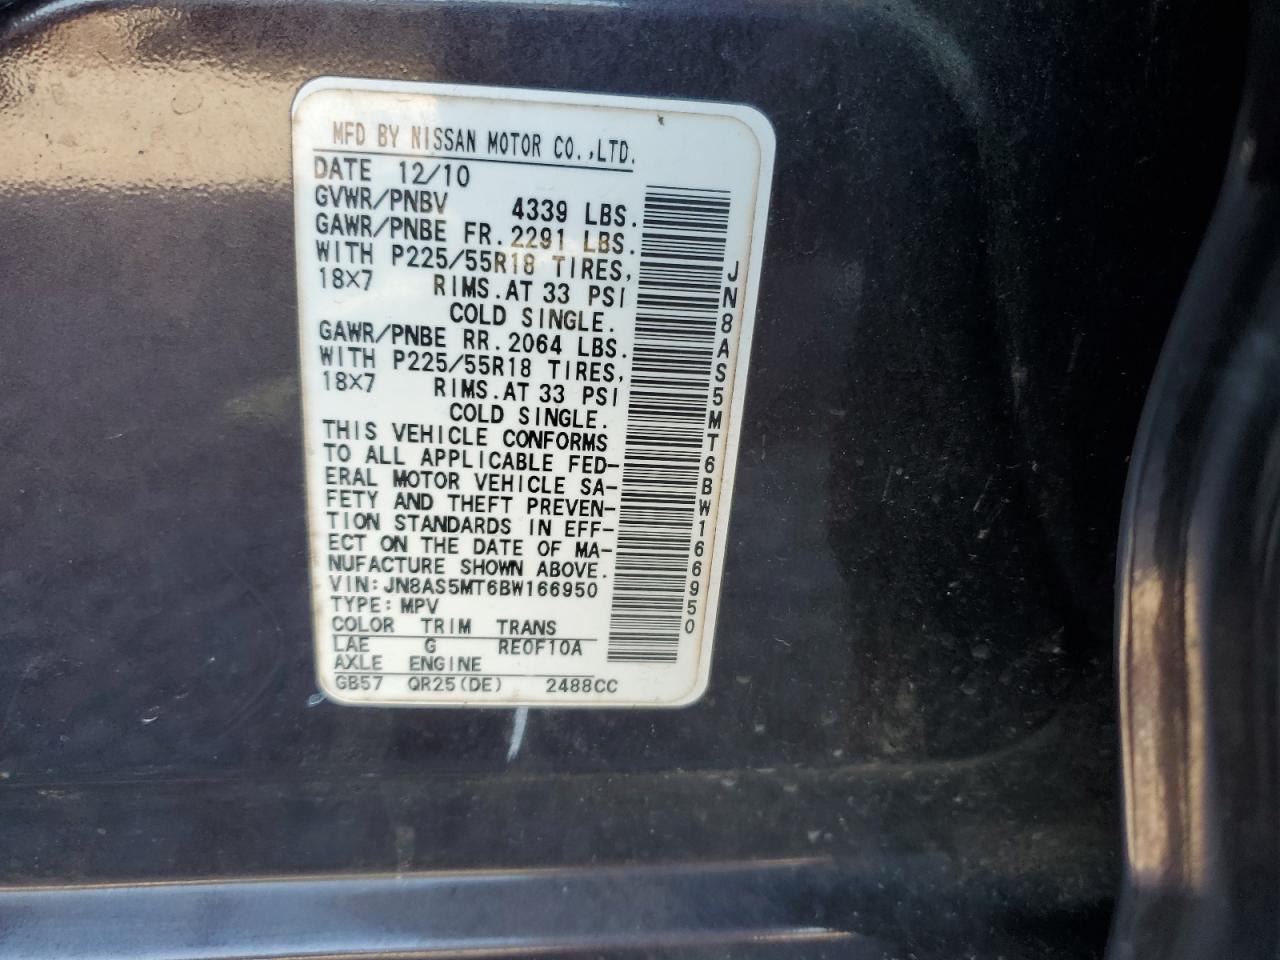 MFD BY NISSAN MOTOR CO.,LTD.
DATE 12/10
GVWR/PNBV 4339 LBS.
GAWR/PNBE FR. 2291 LBS.
WITH P225/55R18 TIRES,
18X7 RIMS.AT 33 PSI
COLD SINGLE.
GAWR/PNBE RR. 2064 LBS.
WITH P225/55R18 TIRES,
18X7 RIMS.AT 33 PSI
COLD SINGLE.
THIS VEHICLE CONFORMS
TO ALL APPLICABLE FED-
ERAL MOTOR VEHICLE SA-
FETY AND THEFT PREVEN-
TION STANDARDS IN EFF-
ECT ON THE DATE OF MA-
NUFACTURE SHOWN ABOVE.
VIN:JN8AS5MT6BW166950
TYPE: MPV
COLOR TRIM TRANS
LAE G RE0F10A
AXLE ENGINE
GB57 QR25(DE) 2488CC
JN8AS5MT6BW166950